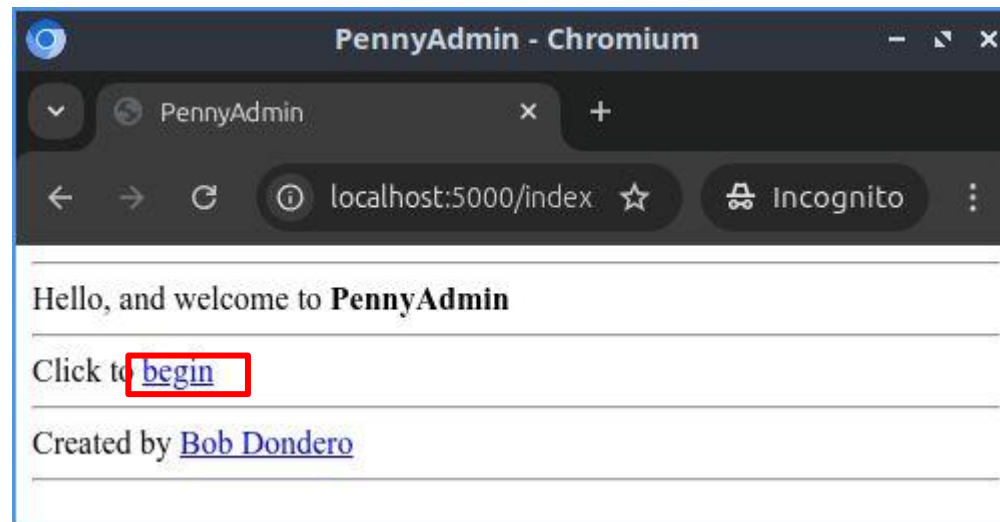 PennyAdmin - Chromium
PennyAdmin
localhost:5000/index Incognito
Hello, and welcome to PennyAdmin
Click to begin
Created by Bob Dondero